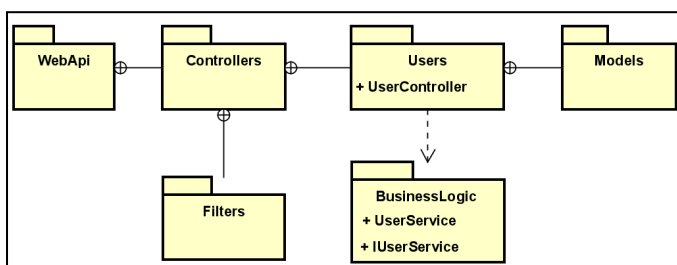 WebApi
Controllers
Users
+ UserController
Models
Filters
BusinessLogic
+ UserService
+ IUserService